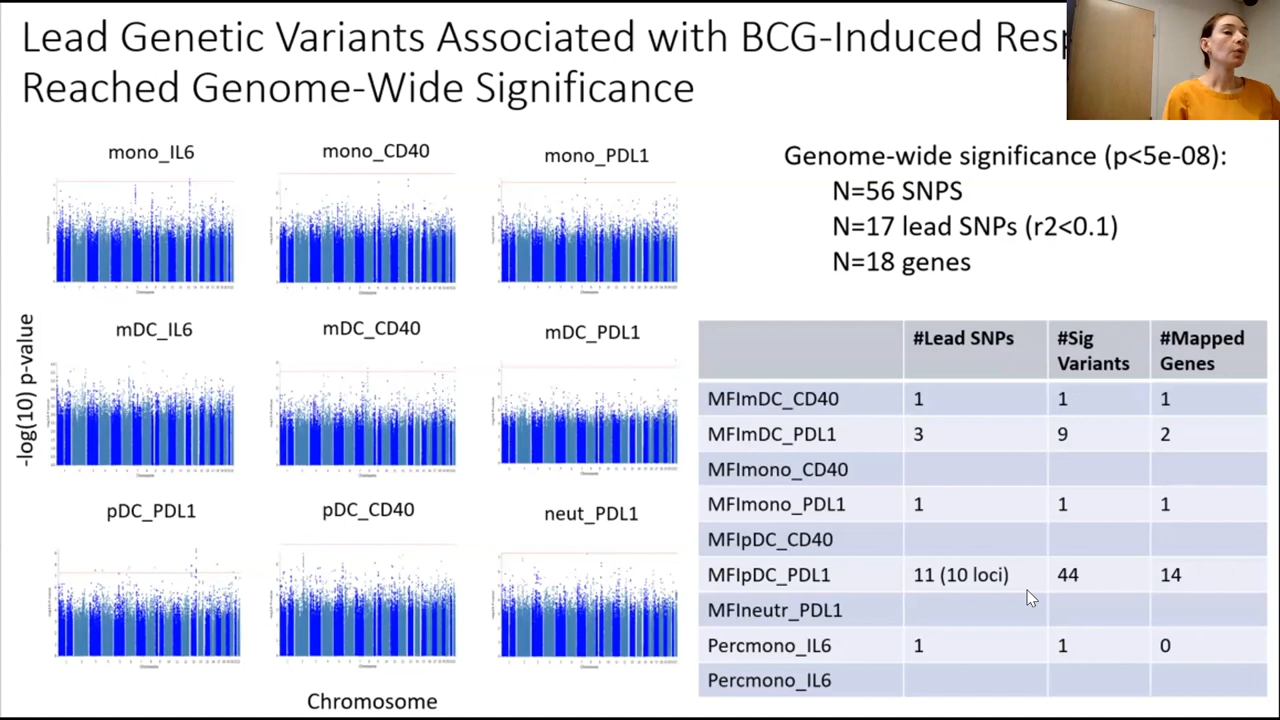 Lead Genetic Variants Associated with BCG-Induced
Reached Genome-Wide Significance
mono_IL6
mono_CD40
mono_PDL1
Genome-wide significance (p<5e-08):
N=56 SNPS
N=17 lead SNPs (r2<0.1)
N=18 genes
-log(10) p-value
mDC_IL6
mDC_CD40
mDC_PDL1
pDC_PDL1
pDC_CD40
neut_PDL1
Chromosome
#Lead SNPs #Sig Variants #Mapped Genes
MFImDC_CD40 1 1 1
MFImDC_PDL1 3 9 2
MFImono_CD40
MFImono_PDL1 1 1 1
MFIpDC_CD40
MFIpDC_PDL1 11 (10 loci) 44 14
MFIneutr_PDL1
Percmono_IL6 1 1 0
Percmono_IL6